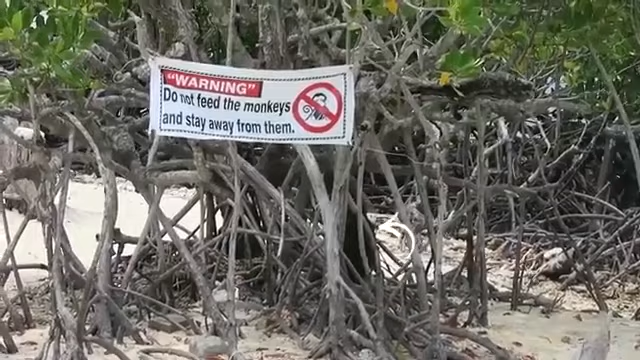 "WARNING"
Do not feed the monkeys
and stay away from them.